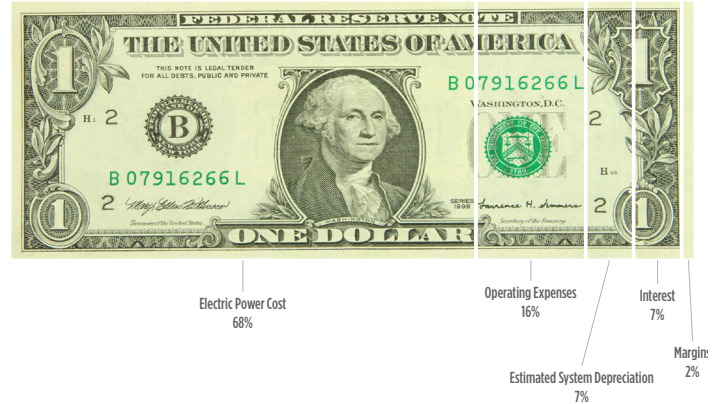 FEDERAL RESERVE NOTE
THE UNITED STATES OF AMERICA
THIS NOTE IS LEGAL TENDER
FOR ALL DEBTS, PUBLIC AND PRIVATE
B 07916266 L
WASHINGTON, D.C.
1
1
H 2
B
ONE
2
H
B 07916266 L
2
SERIES
1999
2
Treasurer of the United States.
Secretary of the Treasury.
WASHINGTON
1
ONE DOLLAR
1
Electric Power Cost
68%
Operating Expenses
16%
Interest
7%
Margins
2%
Estimated System Depreciation
7%